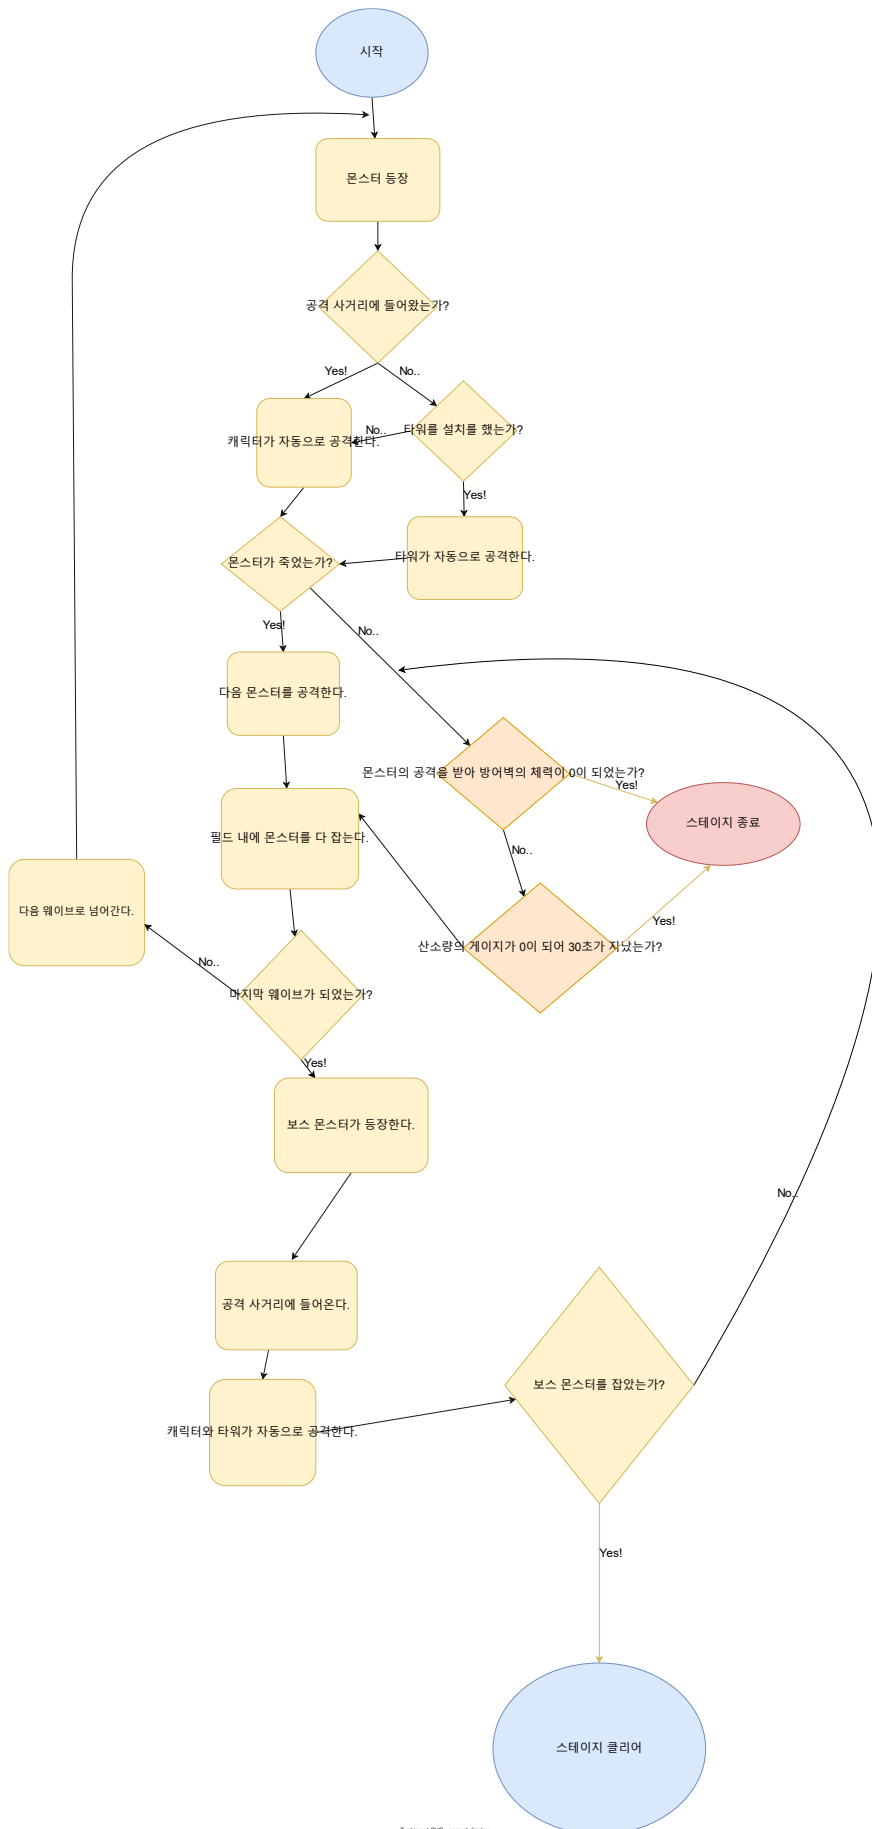 시작
몬스터 등장
공격 사거리에 들어왔는가?
Yes!
No..
캐릭터가 자동으로 공격한다.
No..
타워를 설치를 했는가?
Yes!
타워가 자동으로 공격한다.
몬스터가 죽었는가?
Yes!
No..
다음 몬스터를 공격한다.
몬스터의 공격을 받아 방어벽의 체력이 0이 되었는가?
Yes!
스테이지 종료
필드 내에 몬스터를 다 잡는다.
No..
다음 웨이브로 넘어간다.
Yes!
산소량의 게이지가 0이 되어 30초가 지났는가?
No..
마지막 웨이브가 되었는가?
Yes!
보스 몬스터가 등장한다.
No..
공격 사거리에 들어온다.
보스 몬스터를 잡았는가?
캐릭터와 타워가 자동으로 공격한다.
Yes!
스테이지 클리어